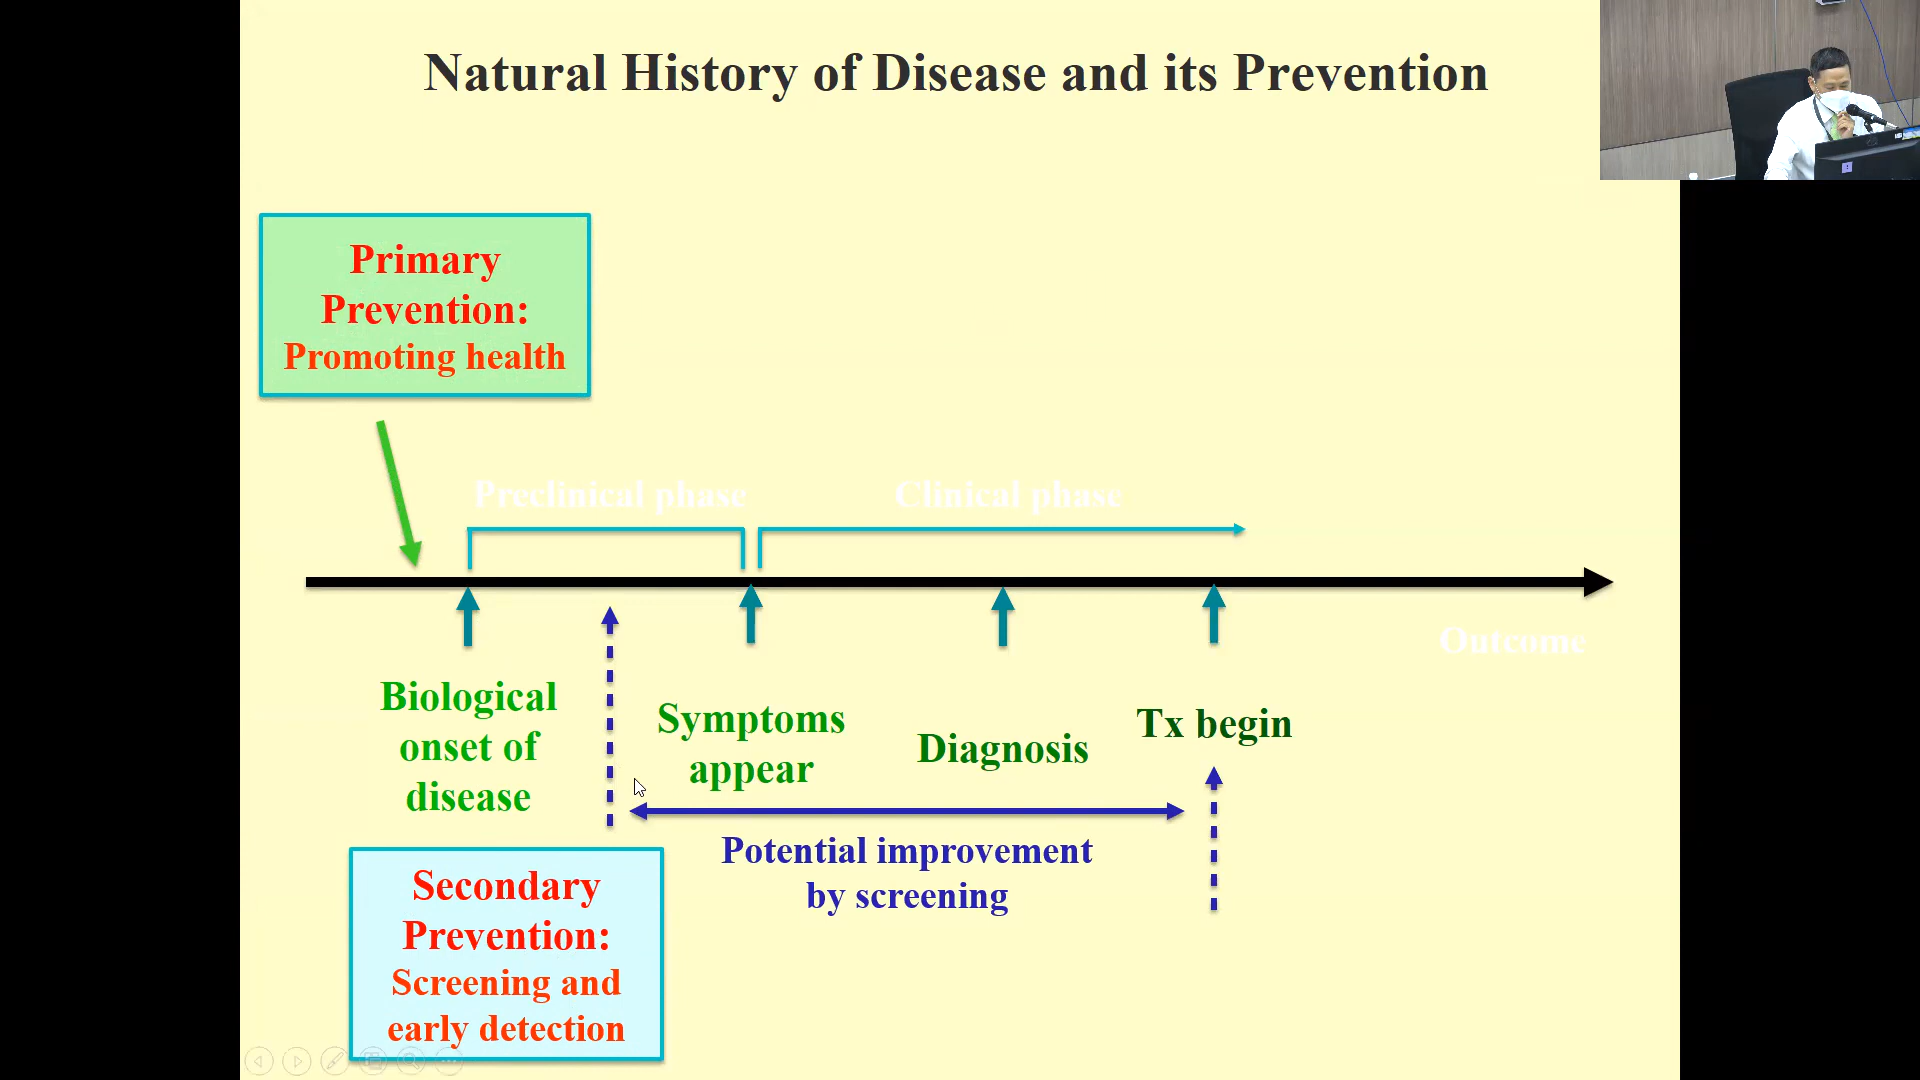 Natural History of Disease and its Prevention
Primary
Prevention:
Promoting health
Preclinical phase
Clinical phase
Outcome
Biological
onset of
disease
Symptoms
appear
Diagnosis
Tx begin
Potential improvement
by screening
Secondary
Prevention:
Screening and
early detection